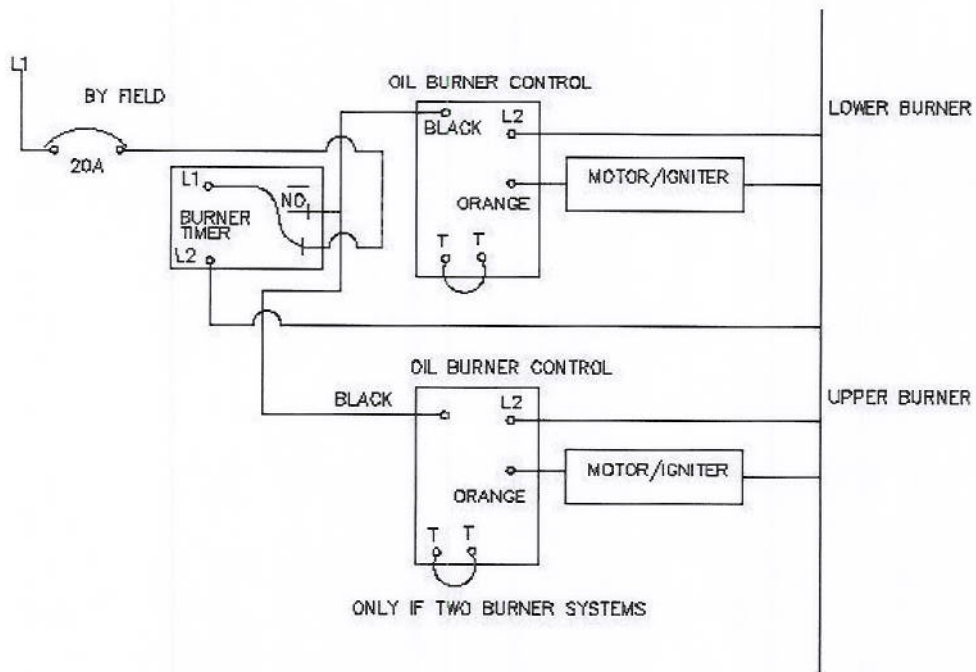 L1
BY FIELD
20A
OIL BURNER CONTROL
BLACK
L2
LOWER BURNER
MOTOR/IGNITER
ORANGE
T T
L1
NO
BURNER
TIMER
L2
OIL BURNER CONTROL
BLACK
L2
UPPER BURNER
MOTOR/IGNITER
ORANGE
T T
ONLY IF TWO BURNER SYSTEMS